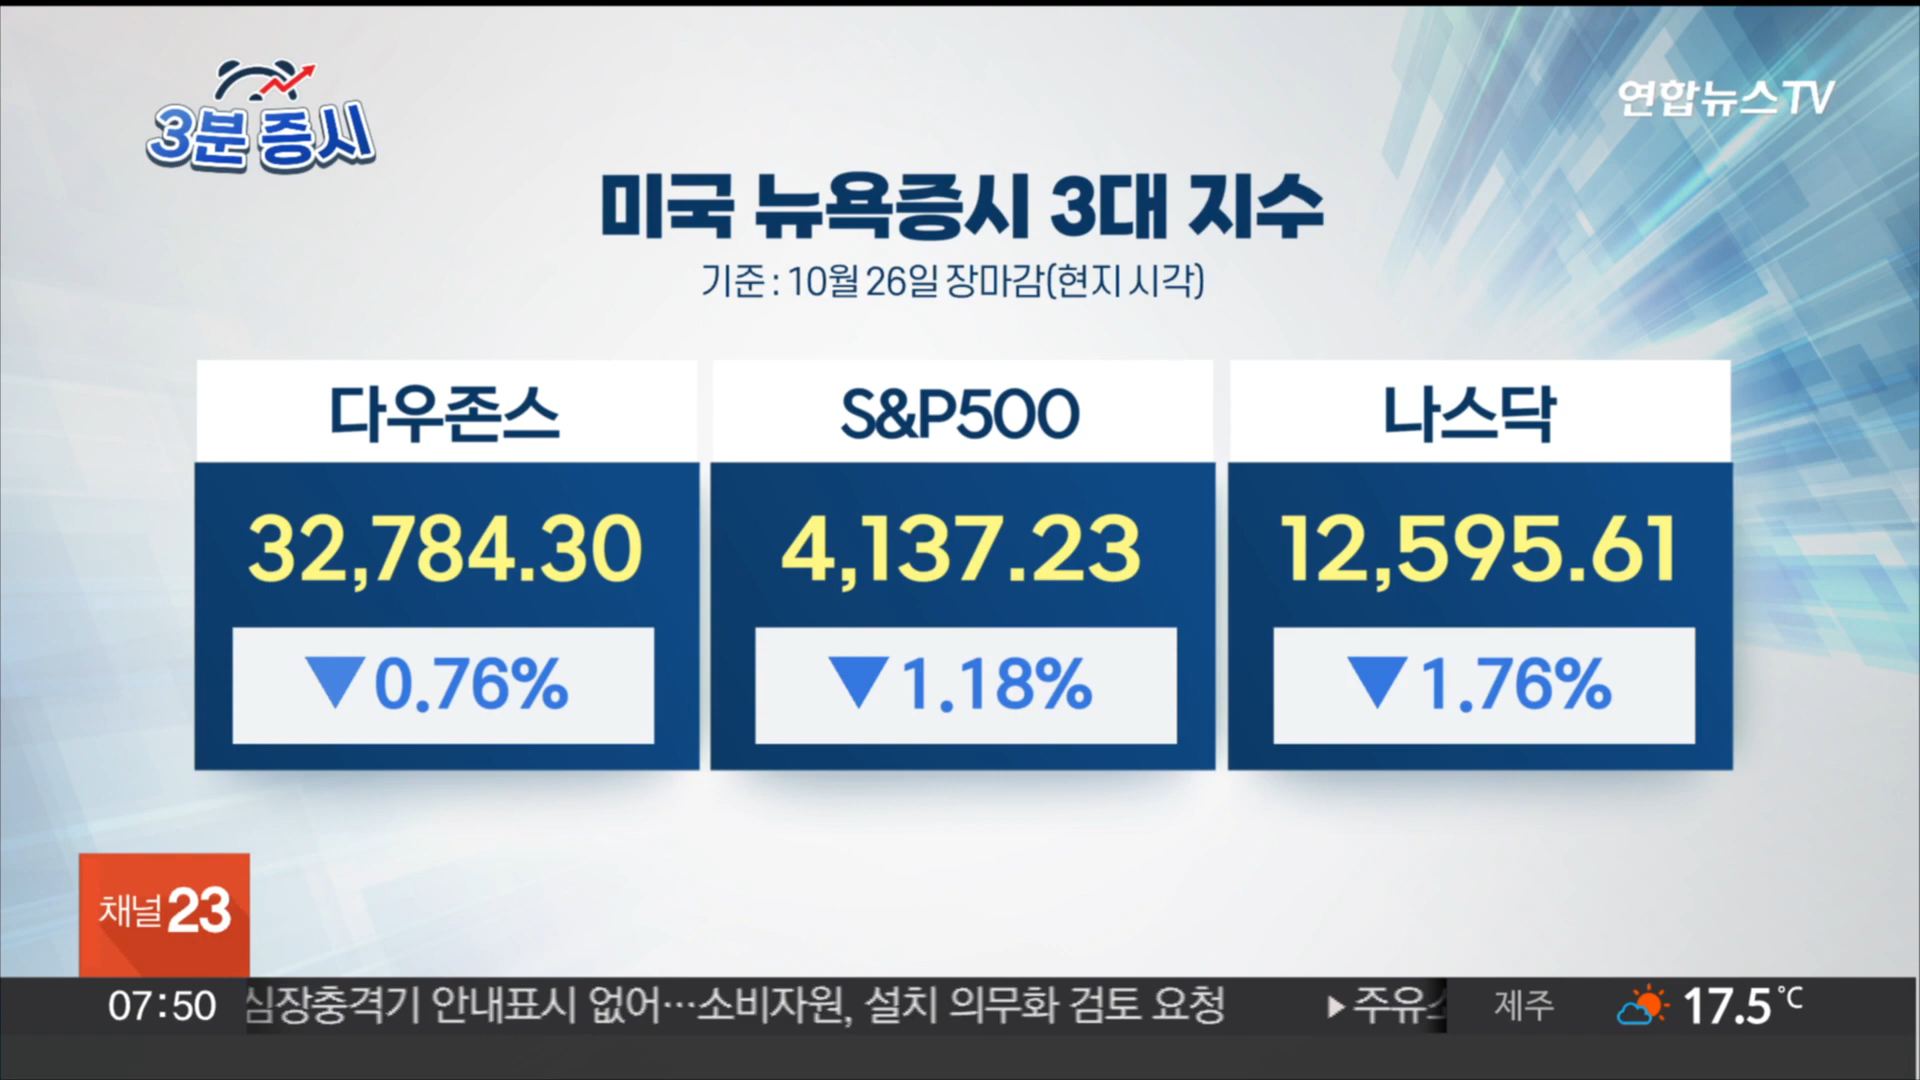 3분 증시
연합뉴스TV
미국 뉴욕증시 3대 지수
기준 : 10월 26일 장마감(현지 시각)
다우존스
S&P500
나스닥
32,784.30
4,137.23
12,595.61
▼0.76%
▼1.18%
▼1.76%
채널 23
07:50
심장충격기 안내표시 없어…소비자원, 설치 의무화 검토 요청
▶주유
제주
17.5℃